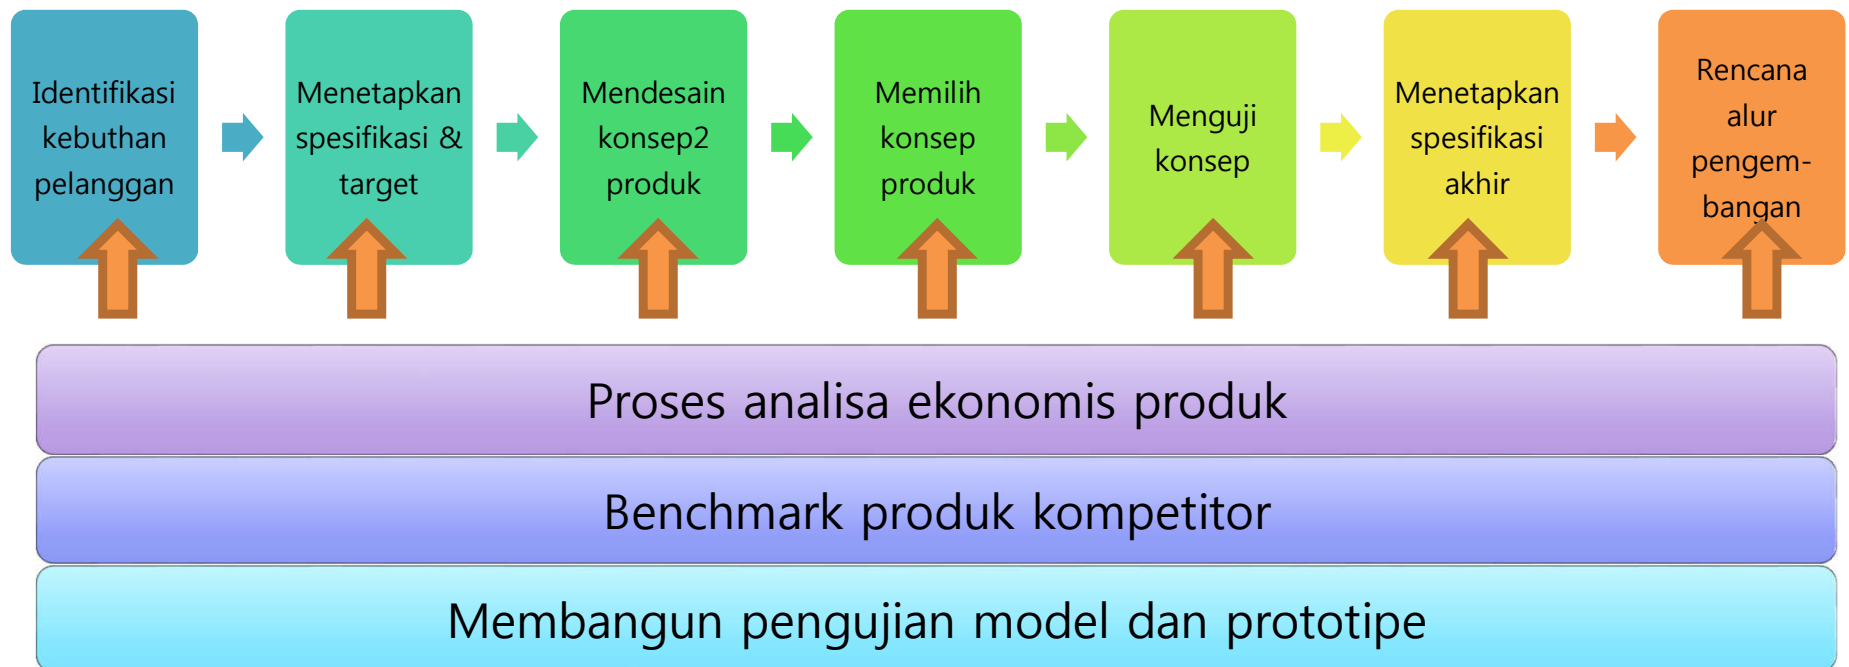 Identifikasi
kebuthan
pelanggan
Menetapkan
spesifikasi &
target
Mendesain
konsep2
produk
Memilih
konsep
produk
Menguji
konsep
Menetapkan
spesifikasi
akhir
Rencana
alur
pengem-
bangan
Proses analisa ekonomis produk
Benchmark produk kompetitor
Membangun pengujian model dan prototipe